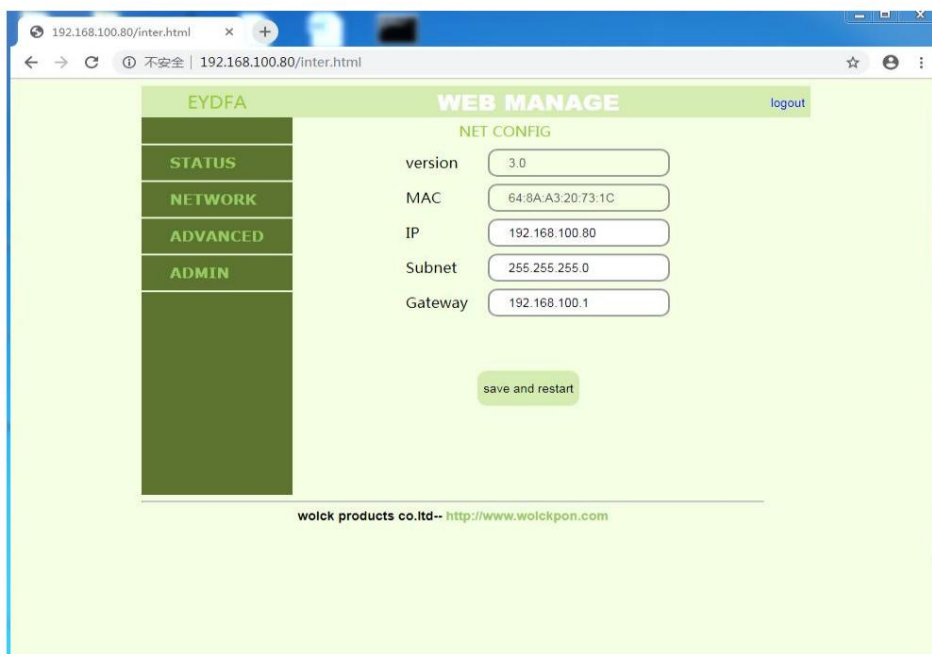 192.168.100.80/inter.html
不安全 | 192.168.100.80/inter.html
EYDFA WEB MANAGE logout
NET CONFIG
STATUS
NETWORK
ADVANCED
ADMIN
version 3.0
MAC 64:8A:A3:20:73:1C
IP 192.168.100.80
Subnet 255.255.255.0
Gateway 192.168.100.1
save and restart
wolck products co.ltd-- http://www.wolckpon.com